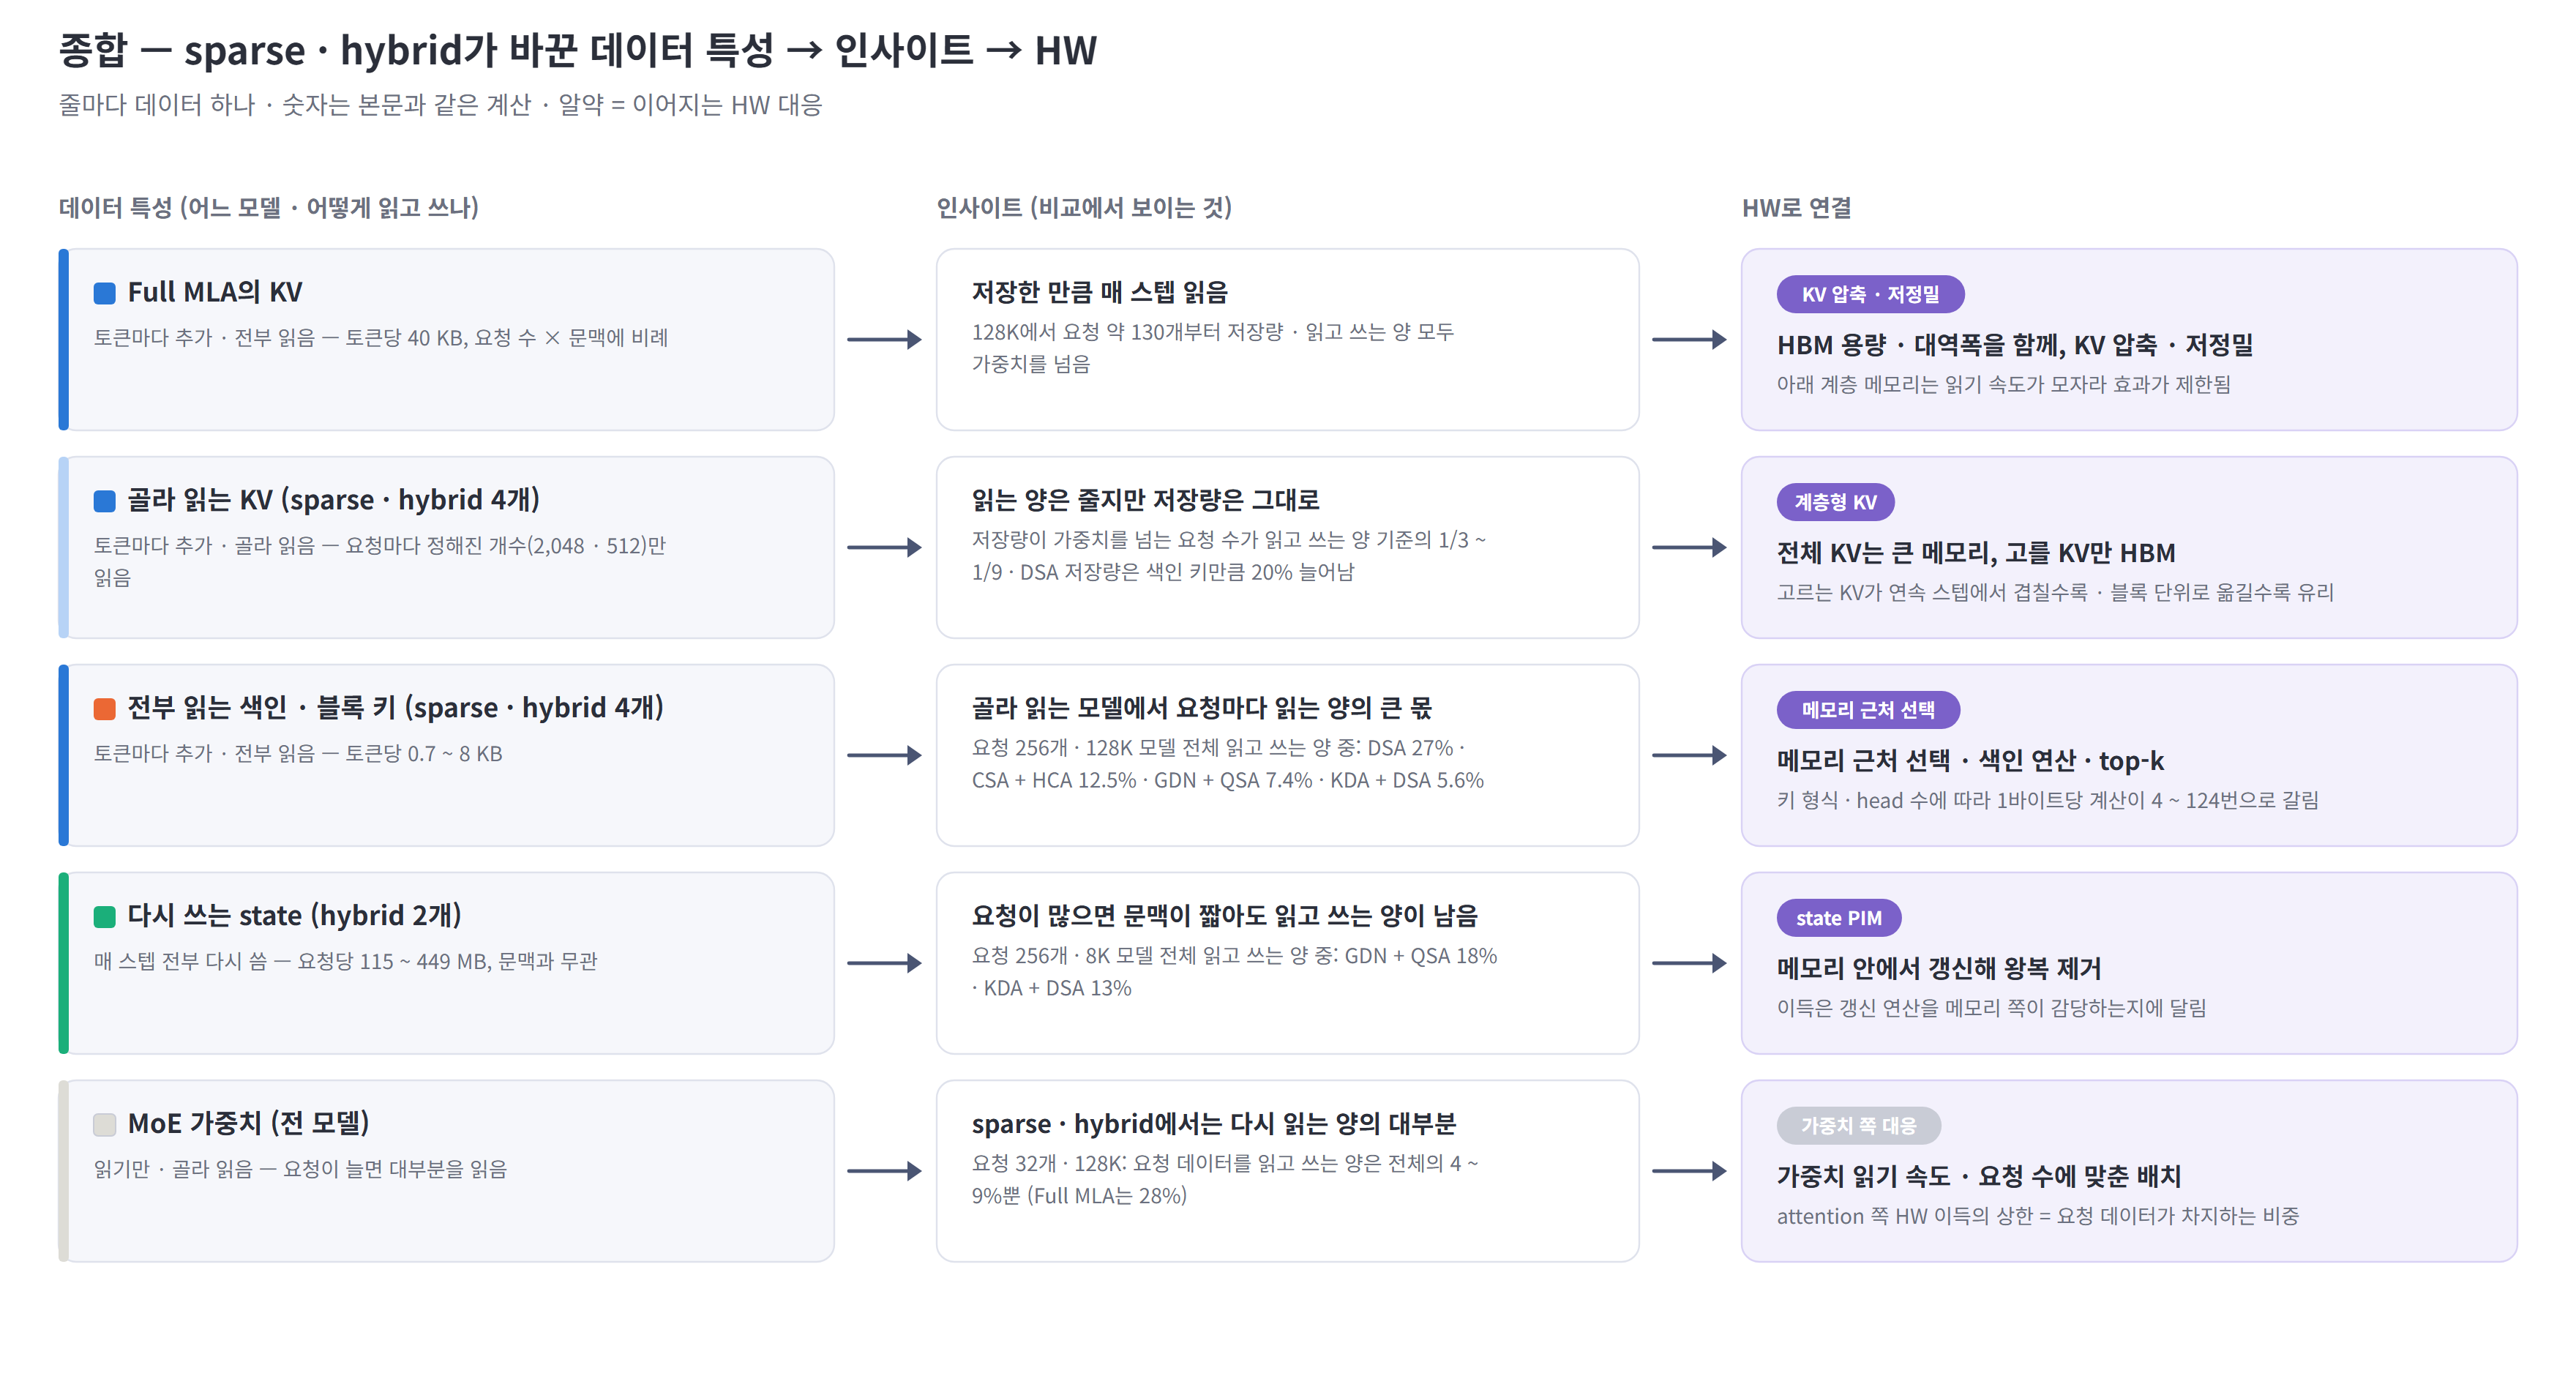 종합 — sparse · hybrid가 바꾼 데이터 특성 → 인사이트 → HW
줄마다 데이터 하나 · 숫자는 본문과 같은 계산 · 알약 = 이어지는 HW 대응
데이터 특성 (어느 모델 · 어떻게 읽고 쓰나)
인사이트 (비교에서 보이는 것)
HW로 연결
Full MLA의 KV
토큰마다 추가 · 전부 읽음 — 토큰당 40 KB, 요청 수 × 문맥에 비례
저장한 만큼 매 스텝 읽음
128K에서 요청 약 130개부터 저장량 · 읽고 쓰는 양 모두
가중치를 넘음
KV 압축 · 저정밀
HBM 용량 · 대역폭을 함께, KV 압축 · 저정밀
아래 계층 메모리는 읽기 속도가 모자라 효과가 제한됨
골라 읽는 KV (sparse · hybrid 4개)
토큰마다 추가 · 골라 읽음 — 요청마다 정해진 개수(2,048 · 512)만
읽음
읽는 양은 줄지만 저장량은 그대로
저장량이 가중치를 넘는 요청 수가 읽고 쓰는 양 기준의 1/3 ~
1/9 · DSA 저장량은 색인 키만큼 20% 늘어남
계층형 KV
전체 KV는 큰 메모리, 고를 KV만 HBM
고르는 KV가 연속 스텝에서 겹칠수록 · 블록 단위로 옮길수록 유리
전부 읽는 색인 · 블록 키 (sparse · hybrid 4개)
토큰마다 추가 · 전부 읽음 — 토큰당 0.7 ~ 8 KB
골라 읽는 모델에서 요청마다 읽는 양의 큰 몫
요청 256개 · 128K 모델 전체 읽고 쓰는 양 중: DSA 27% ·
CSA + HCA 12.5% · GDN + QSA 7.4% · KDA + DSA 5.6%
메모리 근처 선택
메모리 근처 선택 · 색인 연산 · top-k
키 형식 · head 수에 따라 1바이트당 계산이 4 ~ 124번으로 갈림
다시 쓰는 state (hybrid 2개)
매 스텝 전부 다시 씀 — 요청당 115 ~ 449 MB, 문맥과 무관
요청이 많으면 문맥이 짧아도 읽고 쓰는 양이 남음
요청 256개 · 8K 모델 전체 읽고 쓰는 양 중: GDN + QSA 18%
· KDA + DSA 13%
state PIM
메모리 안에서 갱신해 왕복 제거
이득은 갱신 연산을 메모리 쪽이 감당하는지에 달림
MoE 가중치 (전 모델)
읽기만 · 골라 읽음 — 요청이 늘면 대부분을 읽음
sparse · hybrid에서는 다시 읽는 양의 대부분
요청 32개 · 128K: 요청 데이터를 읽고 쓰는 양은 전체의 4 ~
9%뿐 (Full MLA는 28%)
가중치 쪽 대응
가중치 읽기 속도 · 요청 수에 맞춘 배치
attention 쪽 HW 이득의 상한 = 요청 데이터가 차지하는 비중